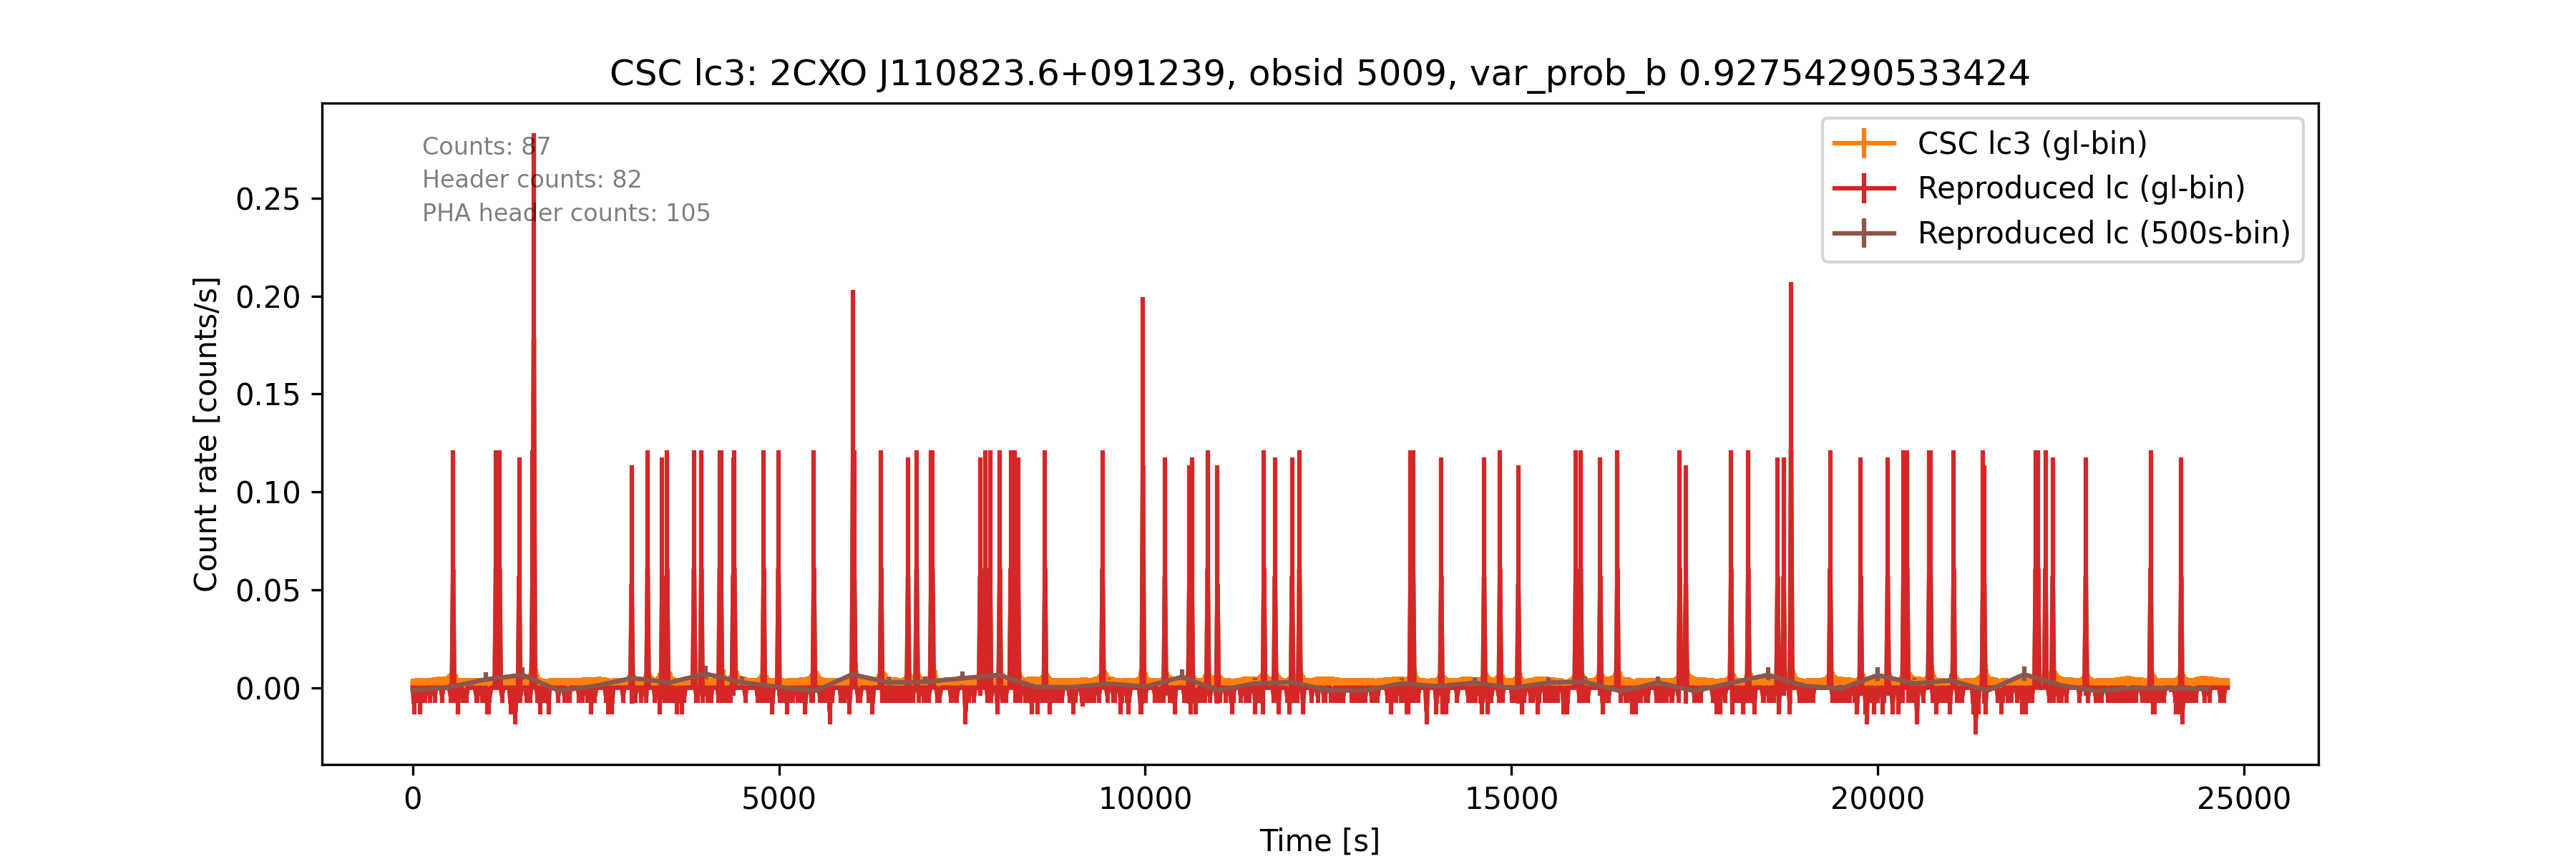 CSC lc3: 2CXO J110823.6+091239, obsid 5009, var_prob_b 0.92754290533424
Counts: 87
Header counts: 82
PHA header counts: 105
CSC lc3 (gl-bin)
Reproduced lc (gl-bin)
Reproduced lc (500s-bin)
Count rate [counts/s]
0.25
0.20
0.15
0.10
0.05
0.00
0 5000 10000 15000 20000 25000
Time [s]